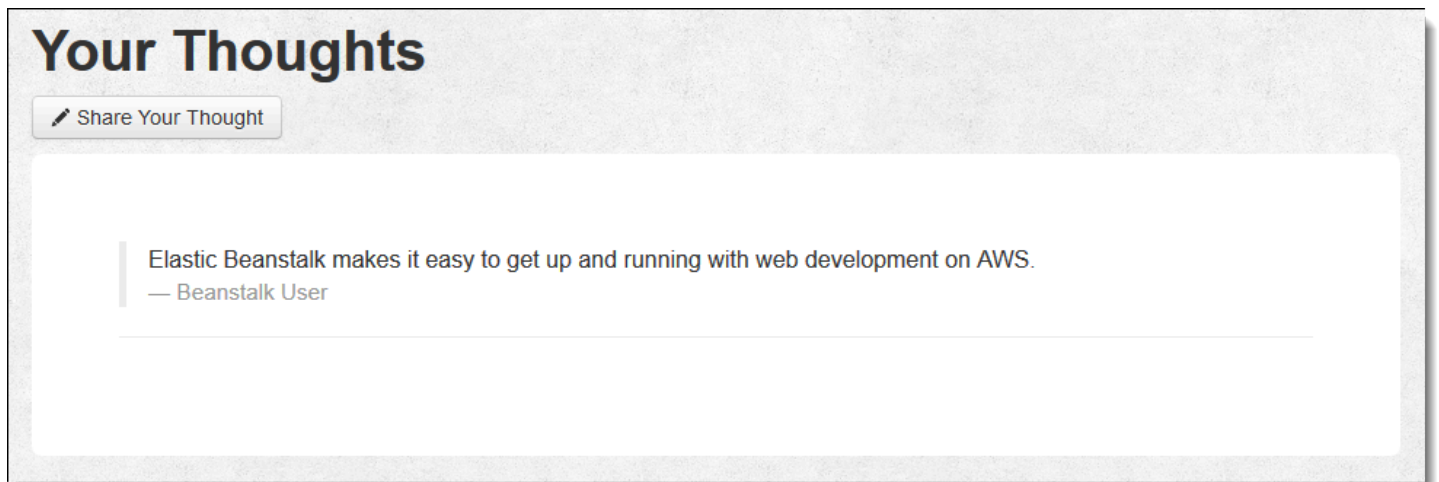 Your Thoughts
Share Your Thought
Elastic Beanstalk makes it easy to get up and running with web development on AWS.
— Beanstalk User